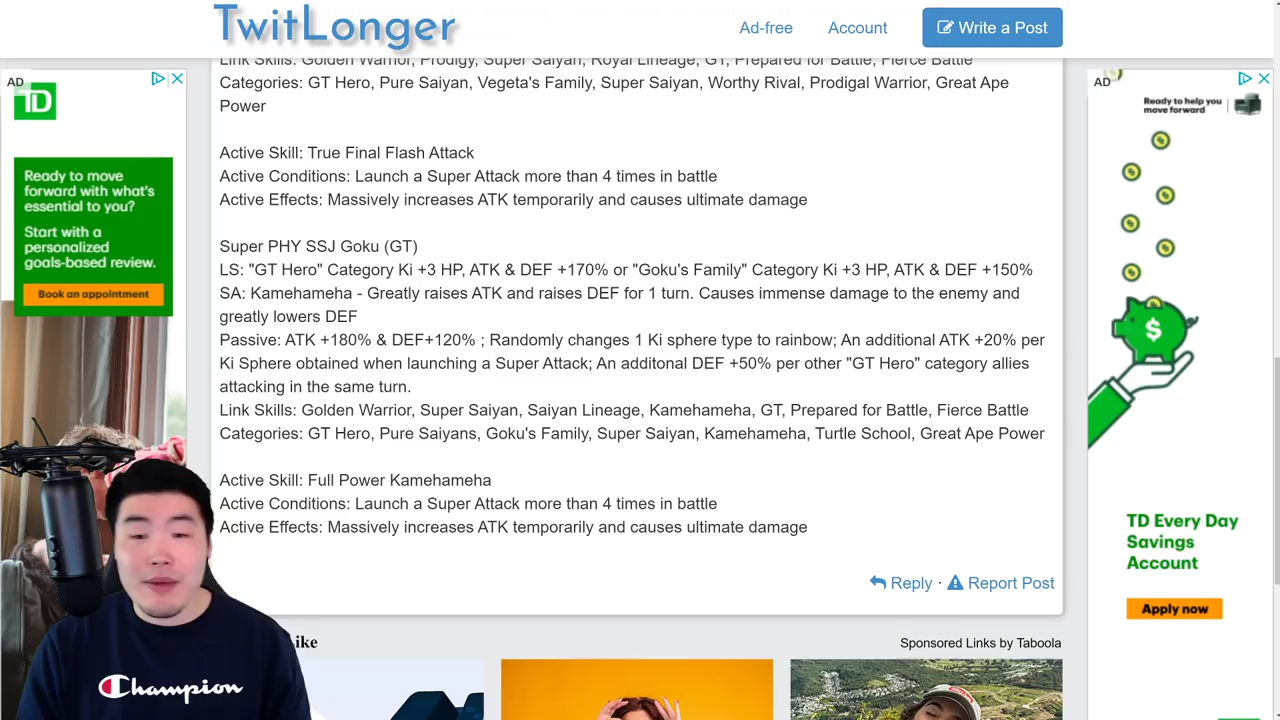 TwitLonger
Ad-free
Account
Write a Post
Link Skills: Golden Warrior, Prodigy, Super Saiyan, Royal Lineage, GT, Prepared for Battle, Fierce Battle
Categories: GT Hero, Pure Saiyan, Vegeta's Family, Super Saiyan, Worthy Rival, Prodigal Warrior, Great Ape
Power
Active Skill: True Final Flash Attack
Active Conditions: Launch a Super Attack more than 4 times in battle
Active Effects: Massively increases ATK temporarily and causes ultimate damage
Super PHY SSJ Goku (GT)
LS: "GT Hero" Category Ki +3 HP, ATK & DEF +170% or "Goku's Family" Category Ki +3 HP, ATK & DEF +150%
SA: Kamehameha - Greatly raises ATK and raises DEF for 1 turn. Causes immense damage to the enemy and
greatly lowers DEF
Passive: ATK +180% & DEF+120% ; Randomly changes 1 Ki sphere type to rainbow; An additional ATK +20% per
Ki Sphere obtained when launching a Super Attack; An additonal DEF +50% per other "GT Hero" category allies
attacking in the same turn.
Link Skills: Golden Warrior, Super Saiyan, Saiyan Lineage, Kamehameha, GT, Prepared for Battle, Fierce Battle
Categories: GT Hero, Pure Saiyans, Goku's Family, Super Saiyan, Kamehameha, Turtle School, Great Ape Power
Active Skill: Full Power Kamehameha
Active Conditions: Launch a Super Attack more than 4 times in battle
Active Effects: Massively increases ATK temporarily and causes ultimate damage
Reply · Report Post
ike
Sponsored Links by Taboola
AD
TD
Ready to move
forward with what's
essential to you?
Start with a
personalized
goals-based review.
Book an appointment
AD
Ready to help you
move forward
TD Every Day
Savings
Account
Apply now
Champion